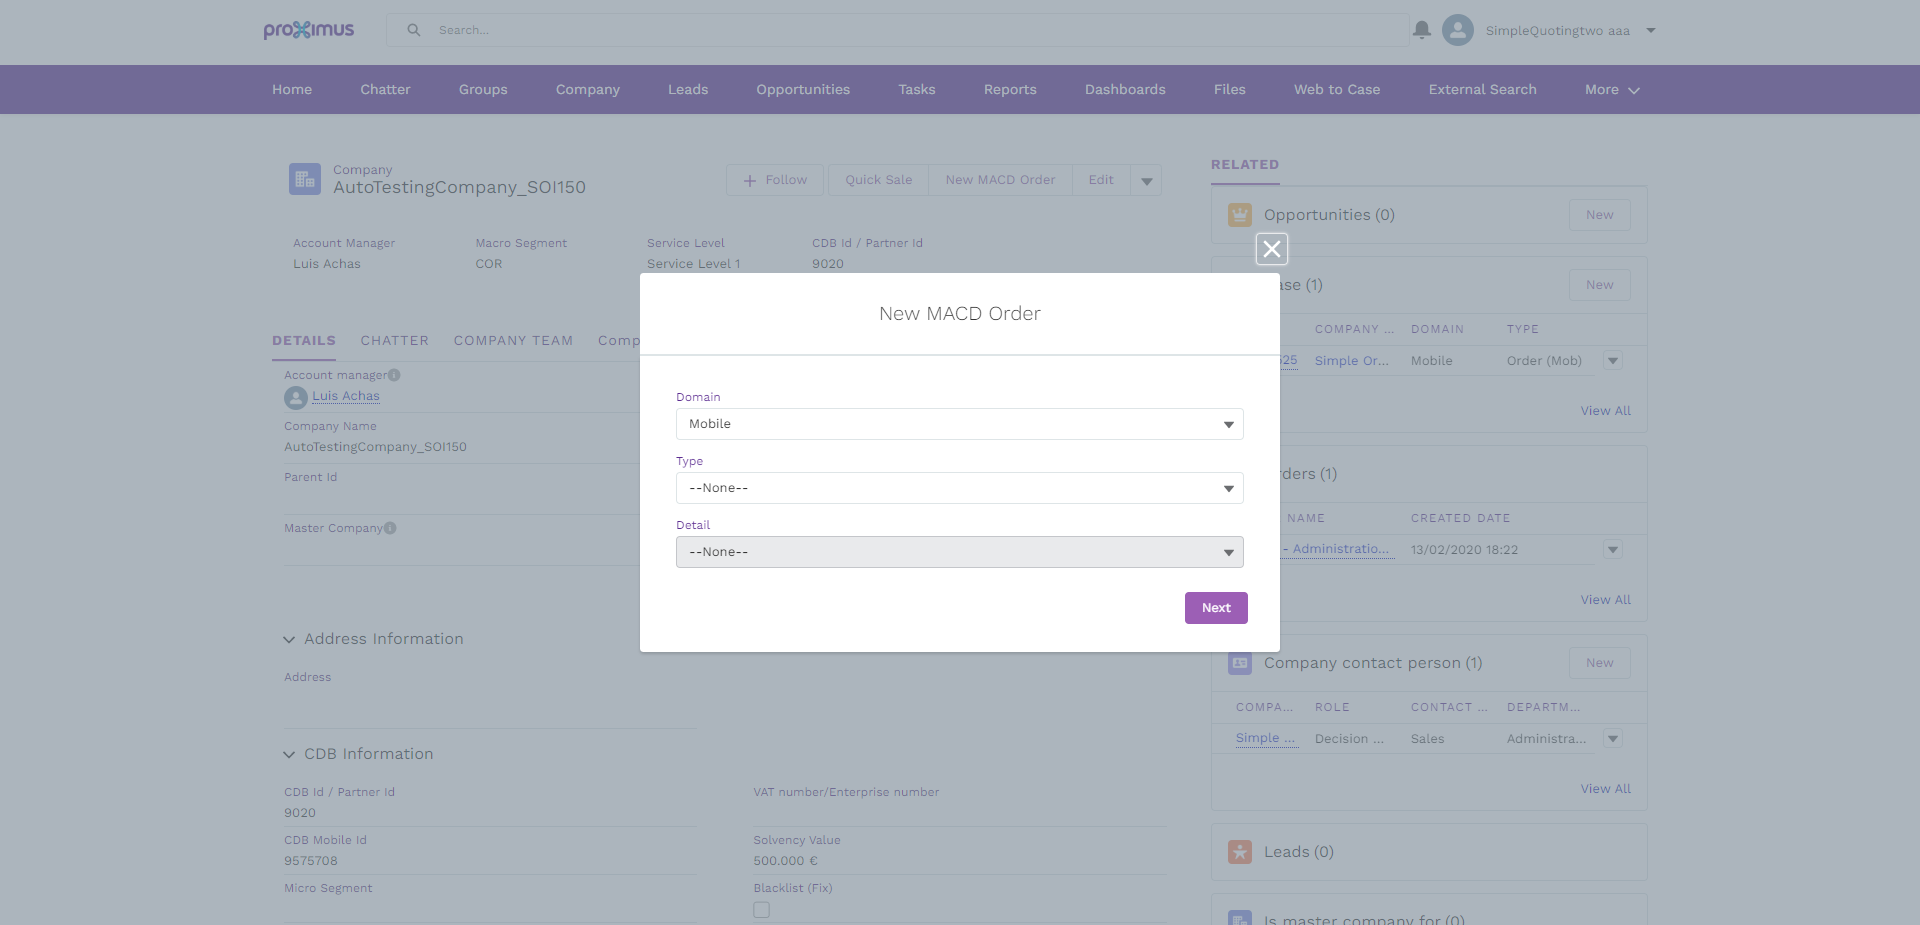 proximus
Search...
SimpleQuotingtwo aaa
Home Chatter Groups Company Leads Opportunities Tasks Reports Dashboards Files Web to Case External Search More
Company
AutoTestingCompany_SOI150
Follow Quick Sale New MACD Order Edit
Account Manager Macro Segment Service Level CDB Id / Partner Id
Luis Achas COR Service Level 1 9020
DETAILS CHATTER COMPANY TEAM Comp
Account manager
Luis Achas
Company Name
AutoTestingCompany_SOI150
Parent Id
Master Company
Address Information
Address
CDB Information
CDB Id / Partner Id VAT number/Enterprise number
9020
CDB Mobile Id Solvency Value
9575708 500.000 €
Micro Segment Blacklist (Fix)
New MACD Order
Domain
Mobile
Type
--None--
Detail
--None--
Next
RELATED
Opportunities (0) New
ase (1) New
COMPANY ... DOMAIN TYPE
25 Simple Or... Mobile Order (Mob)
View All
ders (1)
NAME CREATED DATE
- Administratio... 13/02/2020 18:22
View All
Company contact person (1) New
COMPA... ROLE CONTACT ... DEPARTM...
Simple ... Decision ... Sales Administra...
View All
Leads (0)
Is master company for (0)